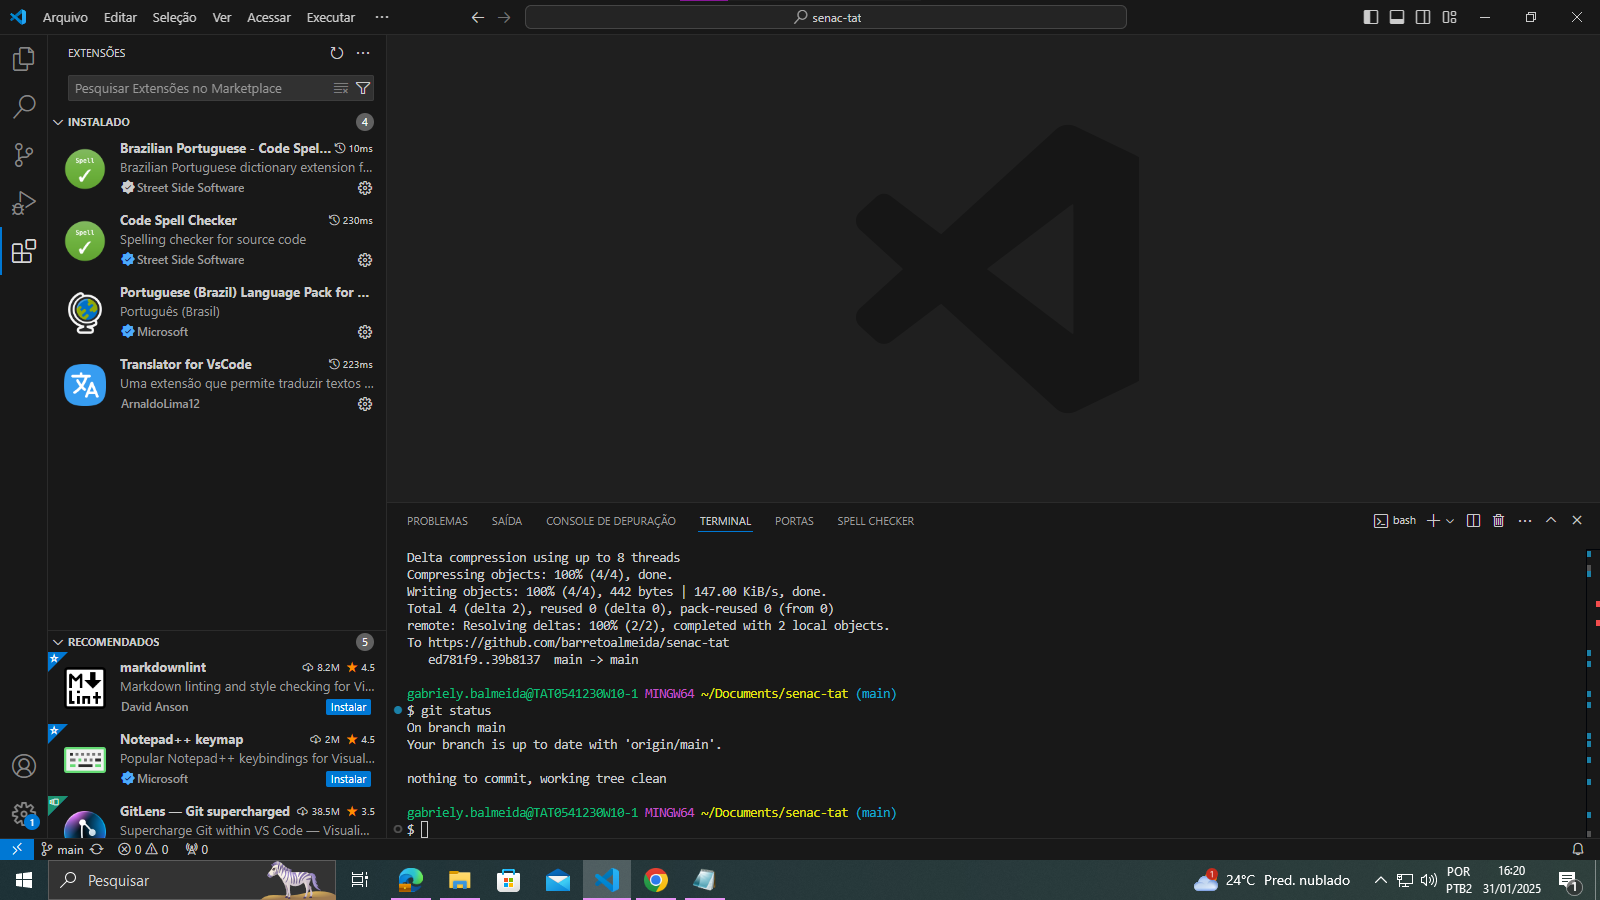 Arquivo Editar Seleção Ver Acessar Executar ···
senac-tat
EXTENSÕES
Pesquisar Extensões no Marketplace
INSTALADO 4
Brazilian Portuguese - Code Spel... 10ms
Brazilian Portuguese dictionary extension f...
Street Side Software
Code Spell Checker 230ms
Spelling checker for source code
Street Side Software
Portuguese (Brazil) Language Pack for ...
Português (Brasil)
Microsoft
Translator for VsCode 223ms
Uma extensão que permite traduzir textos ...
ArnaldoLima12
RECOMENDADOS 5
markdownlint 8.2M 4.5
Markdown linting and style checking for Vi...
David Anson Instalar
Notepad++ keymap 2M 4.5
Popular Notepad++ keybindings for Visual...
Microsoft Instalar
GitLens — Git supercharged 38.5M 3.5
Supercharge Git within VS Code — Visuali...
PROBLEMAS SAÍDA CONSOLE DE DEPURAÇÃO TERMINAL PORTAS SPELL CHECKER
bash
Delta compression using up to 8 threads
Compressing objects: 100% (4/4), done.
Writing objects: 100% (4/4), 442 bytes | 147.00 KiB/s, done.
Total 4 (delta 2), reused 0 (delta 0), pack-reused 0 (from 0)
remote: Resolving deltas: 100% (2/2), completed with 2 local objects.
To https://github.com/barretoalmeida/senac-tat
ed781f9..39b8137 main -> main
gabriely.balmeida@TAT0541230W10-1 MINGW64 ~/Documents/senac-tat (main)
$ git status
On branch main
Your branch is up to date with 'origin/main'.
nothing to commit, working tree clean
gabriely.balmeida@TAT0541230W10-1 MINGW64 ~/Documents/senac-tat (main)
$
1
main 0 0 0
Pesquisar
1
24°C Pred. nublado
POR
PTB2
16:20
31/01/2025
1